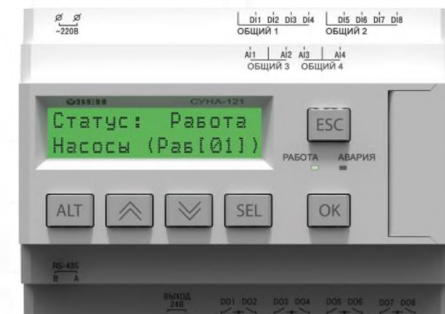 ~220В
DI1 DI2 DI3 DI4
DI5 DI6 DI7 DI8
ОБЩИЙ 1
ОБЩИЙ 2
AI1 AI2 AI3 AI4
ОБЩИЙ 3 ОБЩИЙ 4
СУНА-121
Статус: Работа
Насосы (Раб[01])
ESC
РАБОТА АВАРИЯ
ALT
SEL
OK
RS-485
B A
ВЫХОД
24В
DO1 DO2 DO3 DO4 DO5 DO6 DO7 DO8